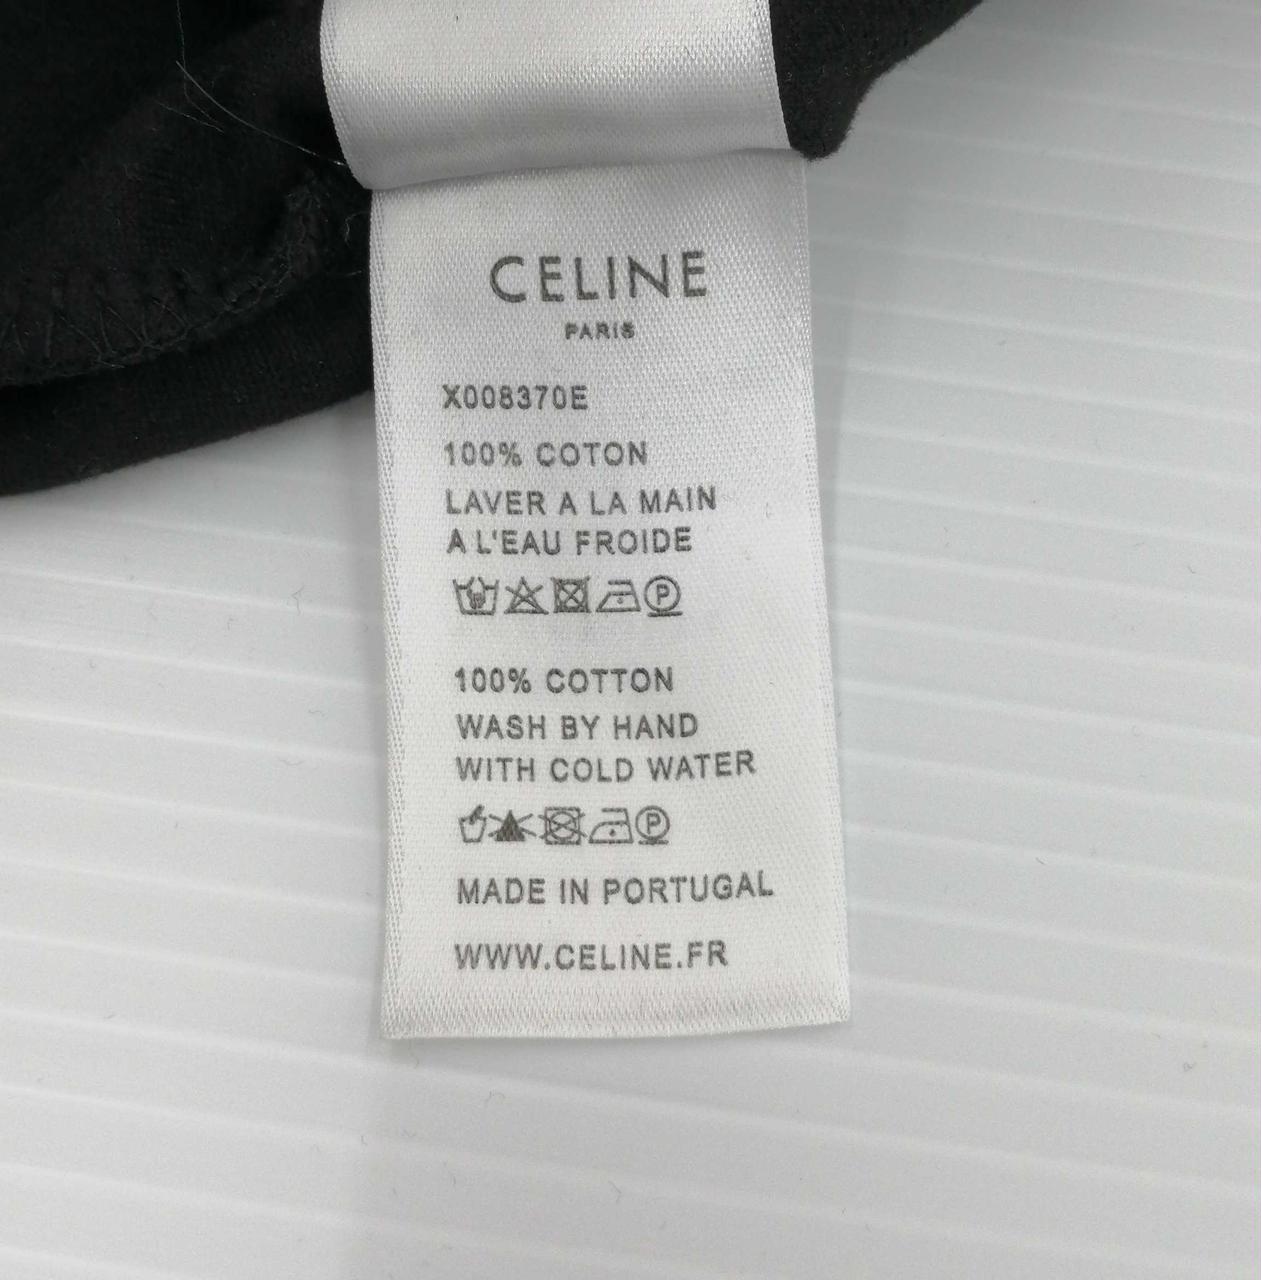 CELINE
PARIS
X008370E
100% COTON
LAVER A LA MAIN
A L'EAU FROIDE
P
100% COTTON
WASH BY HAND
WITH COLD WATER
P
MADE IN PORTUGAL
WWW.CELINE.FR